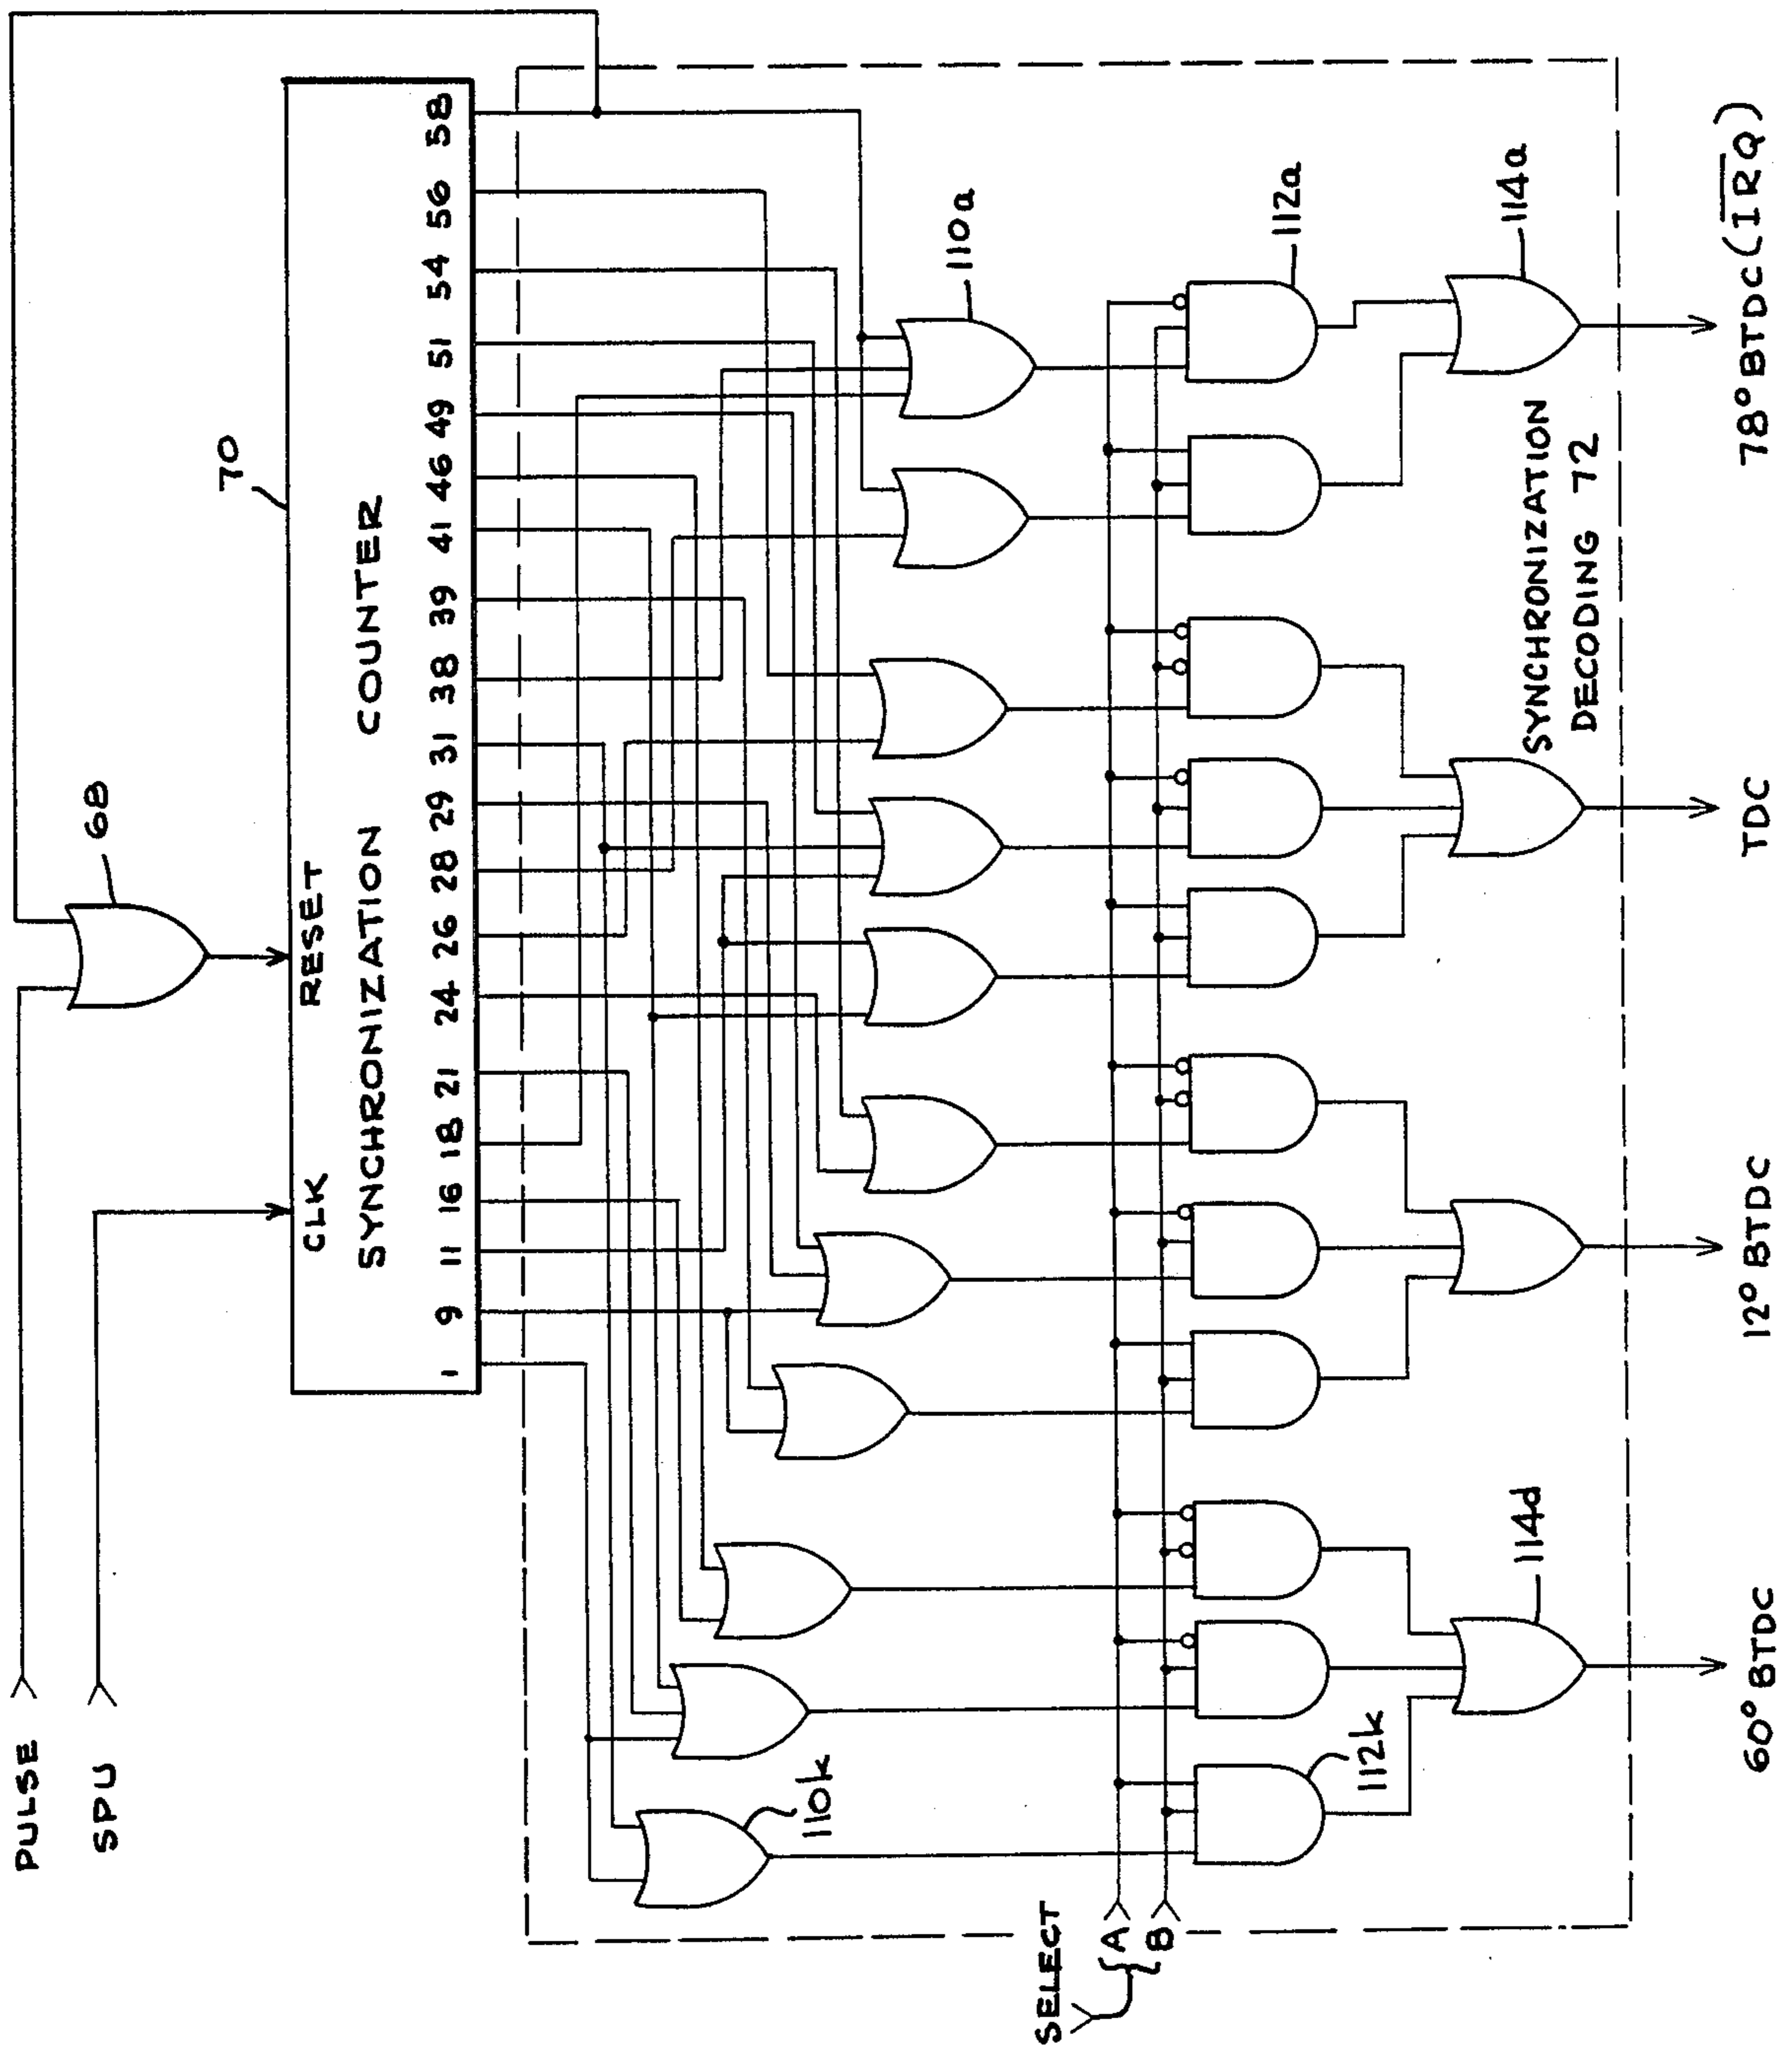 PULSE
SPU
68
70
CLK
RESET
SYNCHRONIZATION COUNTER
1 9 11 16 18 21 24 26 28 29 31 38 39 41 46 49 51 54 56 58
110k
110a
SELECT
A
B
112k
112a
114d
114a
SYNCHRONIZATION
DECODING 72
60° BTDC
12° BTDC
TDC
78° BTDC (I̅R̅Q̅)